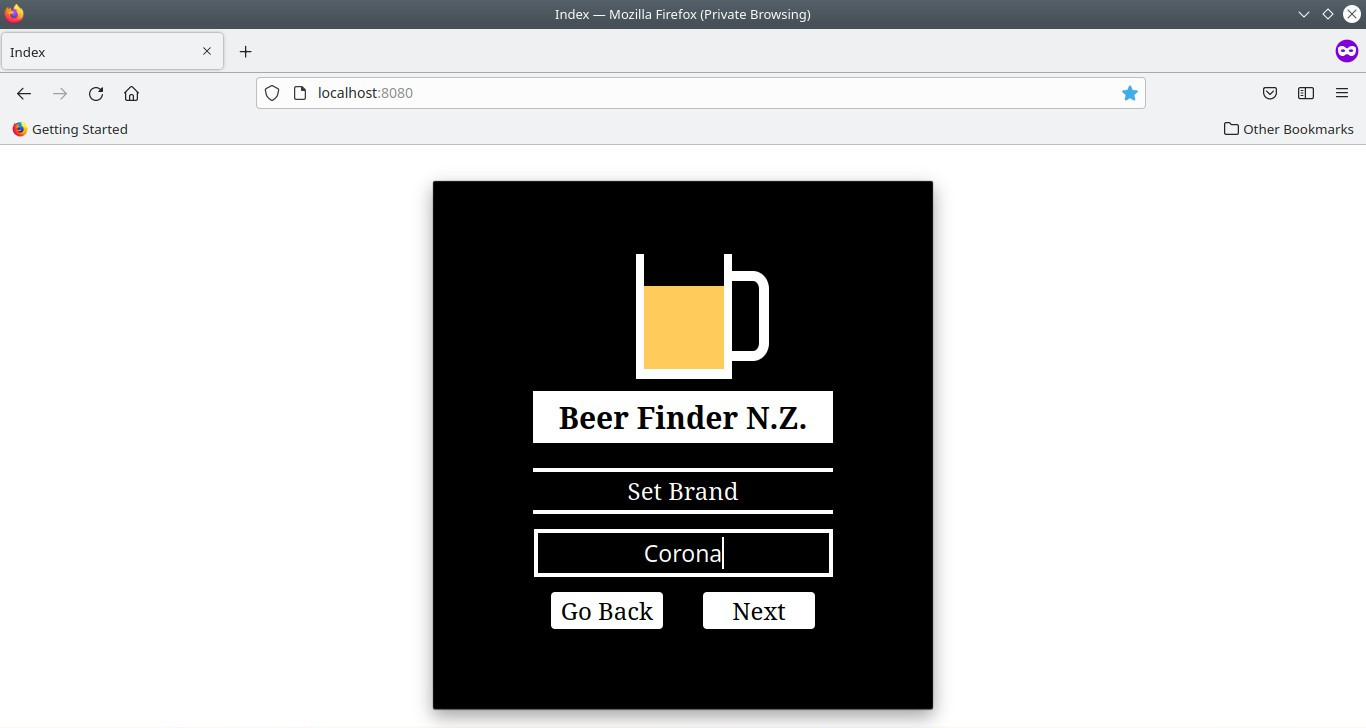 Index — Mozilla Firefox (Private Browsing)
Index
localhost:8080
Getting Started
Other Bookmarks
Beer Finder N.Z.
Set Brand
Corona
Go Back
Next